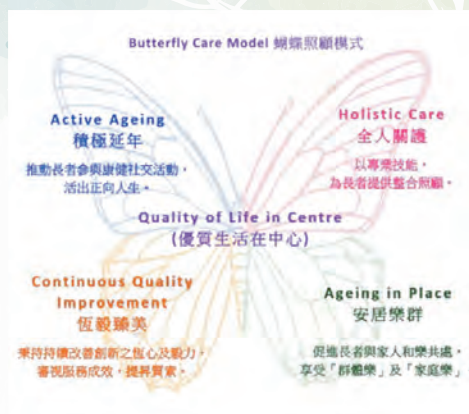 Butterfly Care Model 蝴蝶照顧模式
Active Ageing
積極延年
推動長者參與康健社交活動，
活出正向人生。
Holistic Care
全人關護
以專業技能，
為長者提供整合照顧。
Quality of Life in Centre
(優質生活在中心)
Continuous Quality
Improvement
恆毅臻美
秉持持續改善創新之恆心及毅力，
審視服務成效，提昇質素。
Ageing in Place
安居樂群
促進長者與家人和樂共處，
享受「群體樂」及「家庭樂」